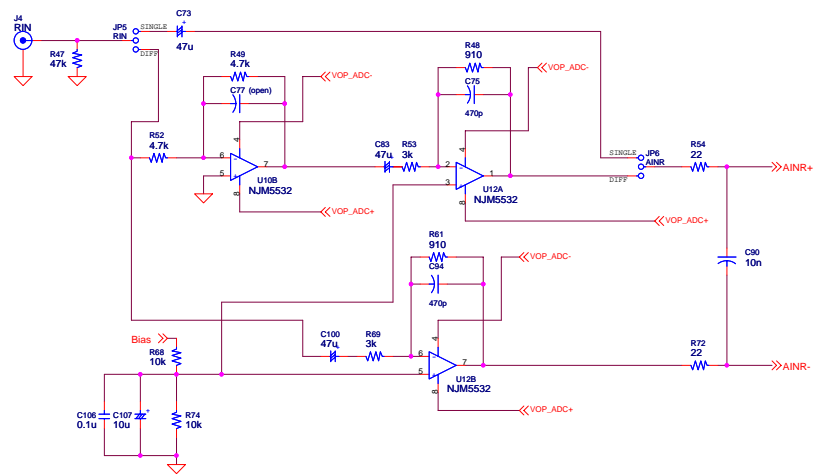 J4
RIN
R47
47k
JP5
RIN
SINGLE
DIFF
C73
+
47u
R49
4.7k
C77 (open)
VOP_ADC-
R52
4.7k
4
6
5
7
8
U10B
NJM5532
VOP_ADC+
C83
47u
+
R53
3k
R48
910
C75
470p
VOP_ADC-
4
2
3
1
8
U12A
NJM5532
VOP_ADC+
SINGLE
JP6
AINR
DIFF
R54
22
AINR+
R61
910
C94
470p
VOP_ADC-
C90
10n
Bias
R68
10k
C100
47u
+
R69
3k
4
6
5
7
8
U12B
NJM5532
VOP_ADC+
R72
22
AINR-
C106
0.1u
C107
10u
+
R74
10k